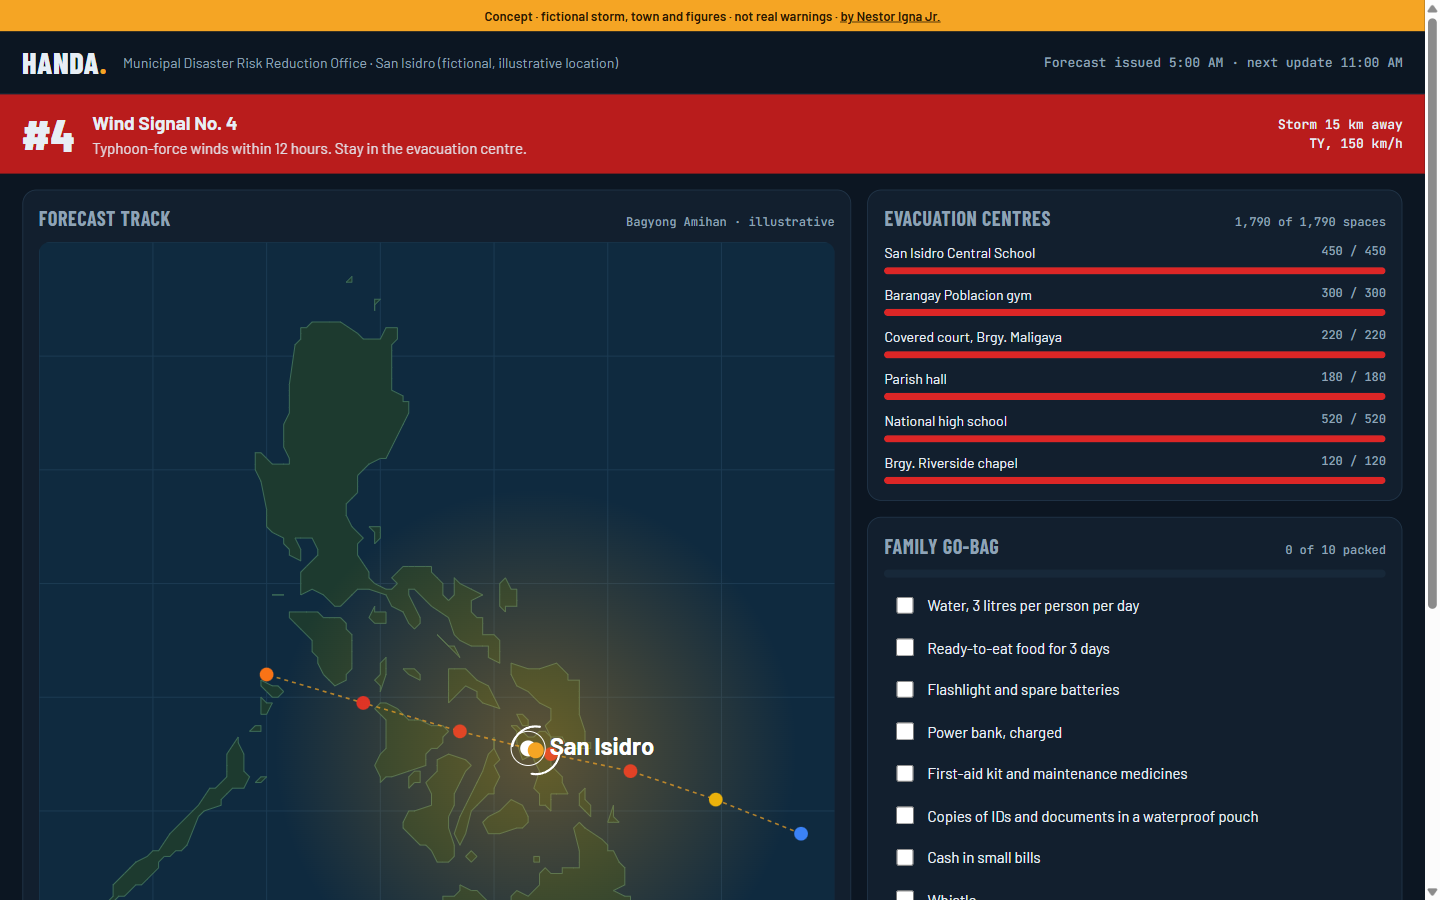 Concept · fictional storm, town and figures · not real warnings · by Nestor Igna Jr.
HANDA.
Municipal Disaster Risk Reduction Office · San Isidro (fictional, illustrative location)
Forecast issued 5:00 AM · next update 11:00 AM
#4
Wind Signal No. 4
Typhoon-force winds within 12 hours. Stay in the evacuation centre.
Storm 15 km away
TY, 150 km/h
FORECAST TRACK
Bagyong Amihan · illustrative
San Isidro
EVACUATION CENTRES
1,790 of 1,790 spaces
San Isidro Central School
450 / 450
Barangay Poblacion gym
300 / 300
Covered court, Brgy. Maligaya
220 / 220
Parish hall
180 / 180
National high school
520 / 520
Brgy. Riverside chapel
120 / 120
FAMILY GO-BAG
0 of 10 packed
Water, 3 litres per person per day
Ready-to-eat food for 3 days
Flashlight and spare batteries
Power bank, charged
First-aid kit and maintenance medicines
Copies of IDs and documents in a waterproof pouch
Cash in small bills
Whistle